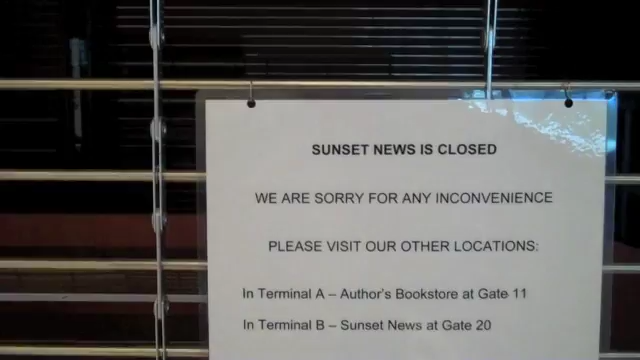 SUNSET NEWS IS CLOSED
WE ARE SORRY FOR ANY INCONVENIENCE
PLEASE VISIT OUR OTHER LOCATIONS:
In Terminal A – Author's Bookstore at Gate 11
In Terminal B – Sunset News at Gate 20